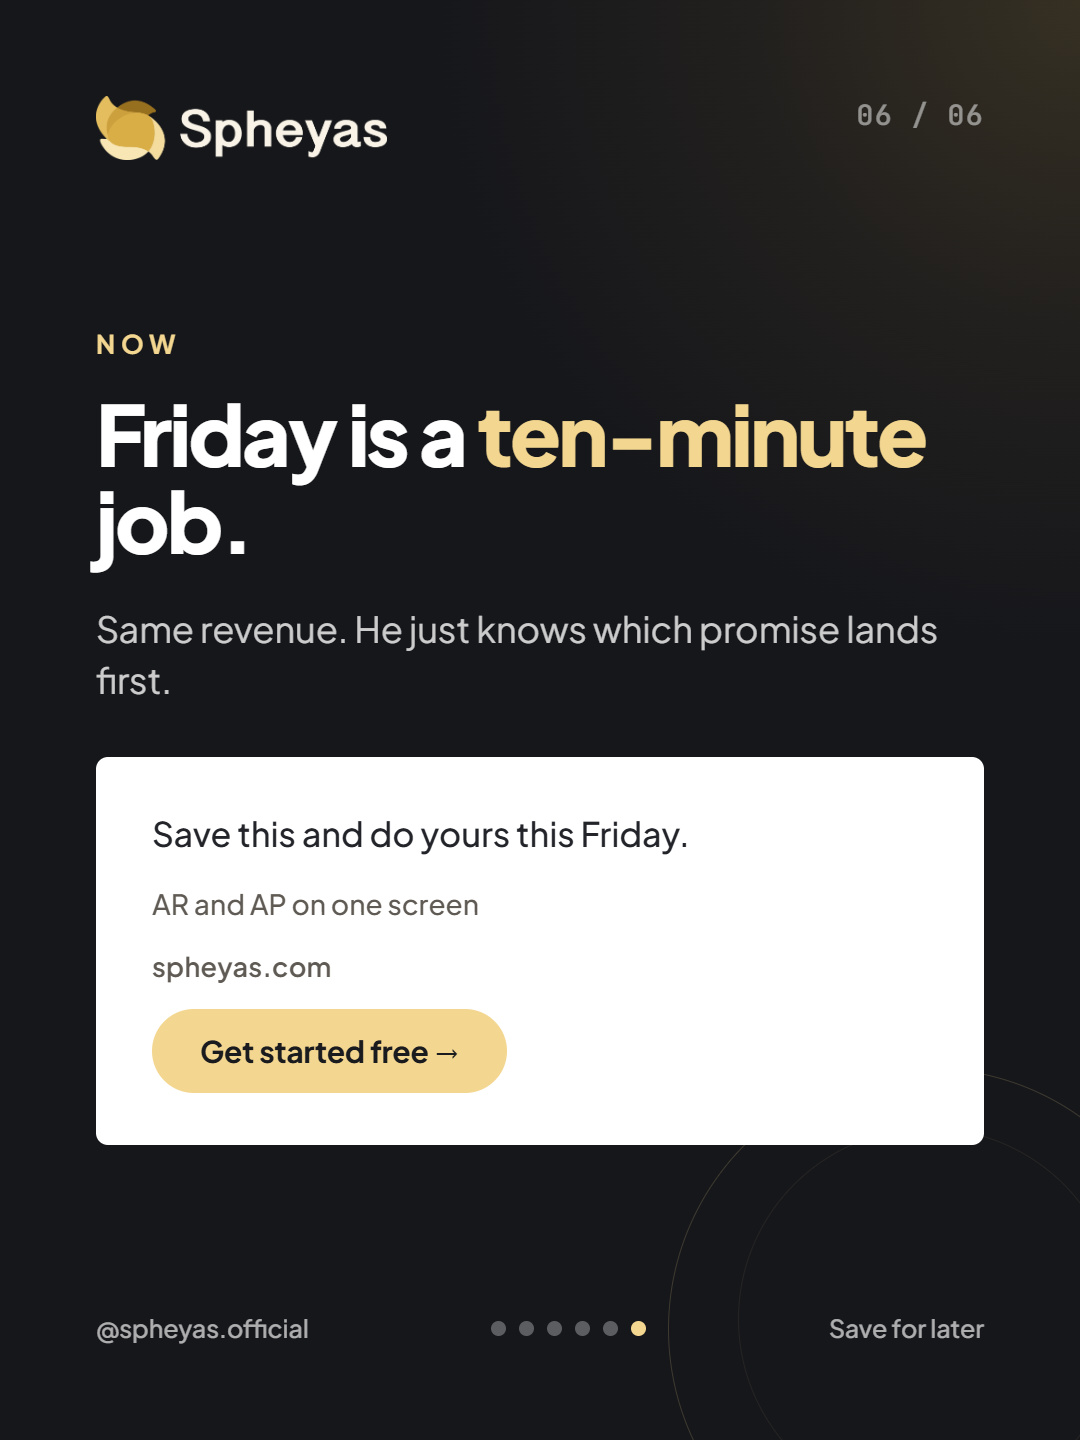 Spheyas
06 / 06
NOW
Friday is a ten-minute
job.
Same revenue. He just knows which promise lands
first.
Save this and do yours this Friday.
AR and AP on one screen
spheyas.com
Get started free →
@spheyas.official
Save for later